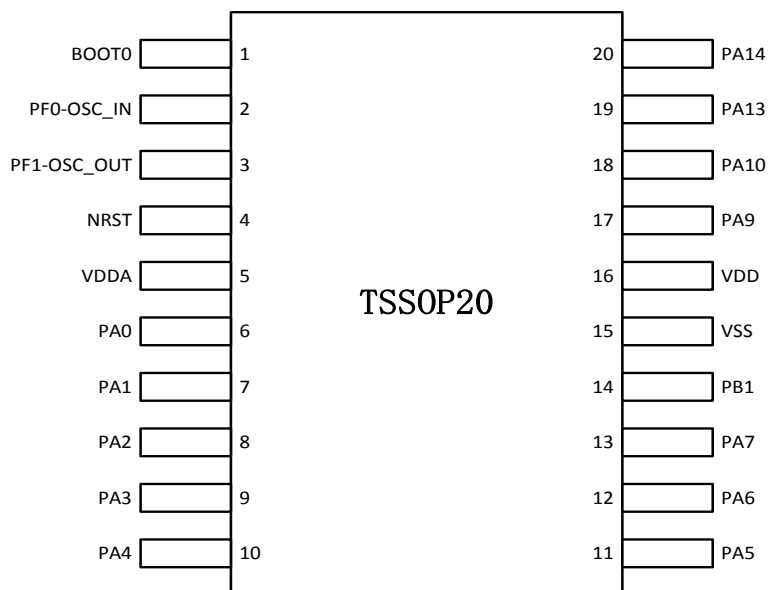 BOOT0 1 20 PA14
PF0-OSC_IN 2 19 PA13
PF1-OSC_OUT 3 18 PA10
NRST 4 17 PA9
VDDA 5 16 VDD
TSSOP20
PA0 6 15 VSS
PA1 7 14 PB1
PA2 8 13 PA7
PA3 9 12 PA6
PA4 10 11 PA5